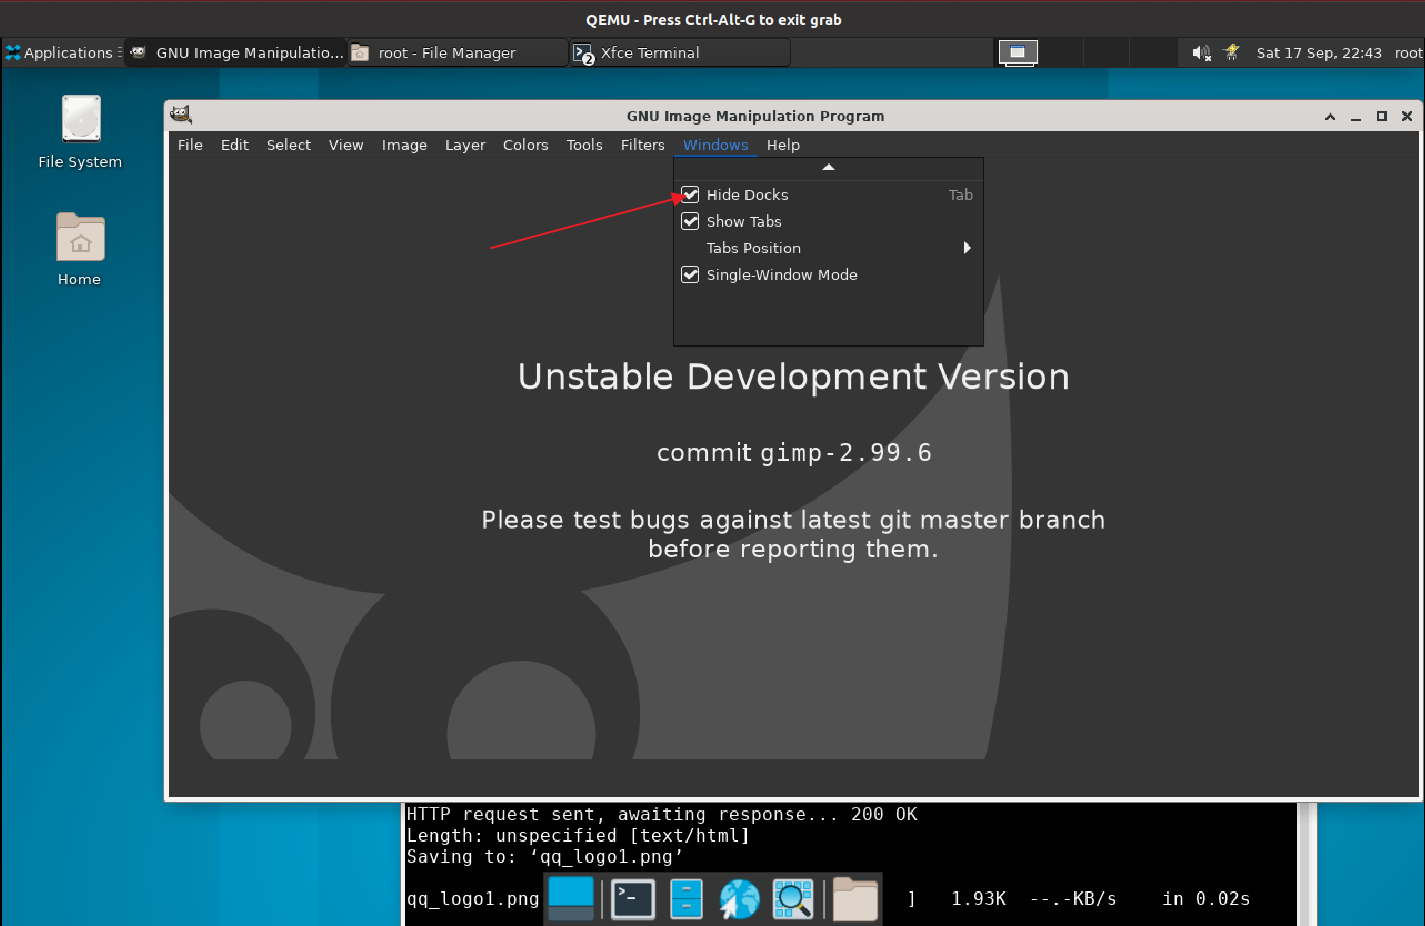 QEMU - Press Ctrl-Alt-G to exit grab
Applications
GNU Image Manipulatio...
root - File Manager
2
Xfce Terminal
Sat 17 Sep, 22:43
root
File System
Home
GNU Image Manipulation Program
File Edit Select View Image Layer Colors Tools Filters Windows Help
Hide Docks Tab
Show Tabs
Tabs Position
Single-Window Mode
Unstable Development Version
commit gimp-2.99.6
Please test bugs against latest git master branch
before reporting them.
HTTP request sent, awaiting response... 200 OK
Length: unspecified [text/html]
Saving to: ‘qq_logo1.png’
qq_logo1.png ] 1.93K --.-KB/s in 0.02s